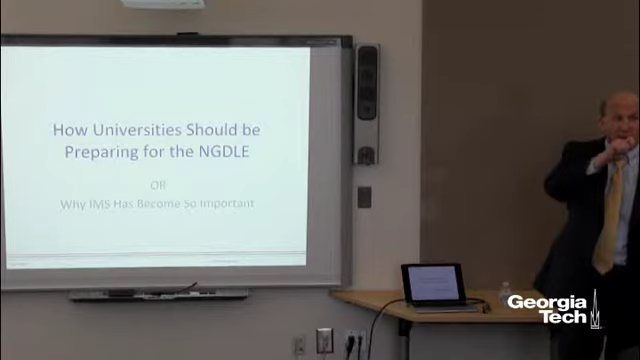 How Universities Should be
Preparing for the NGDLE
OR
Why IMS Has Become So Important
Georgia
Tech